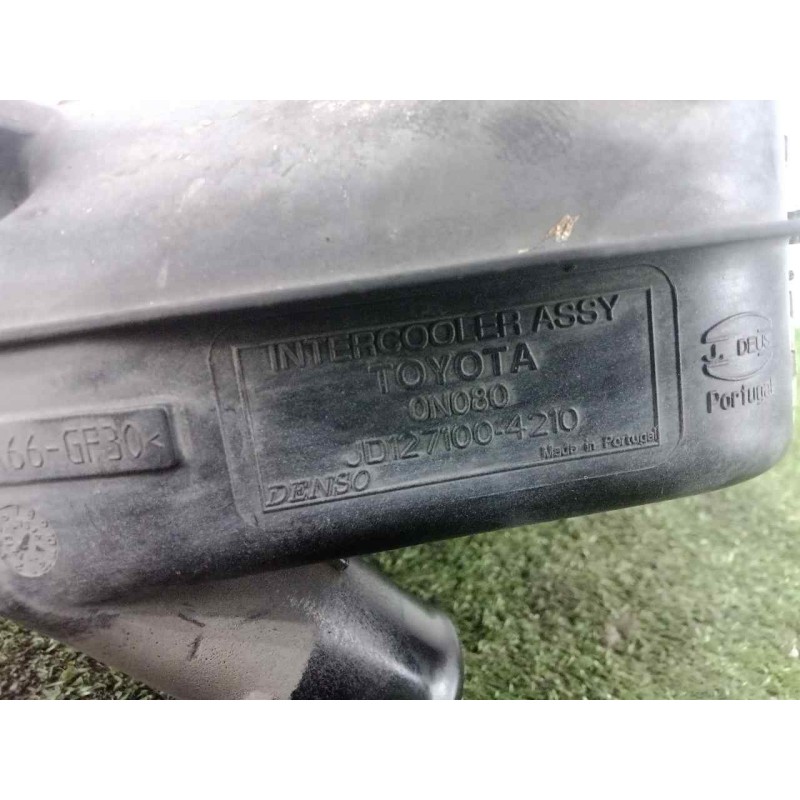 INTERCOOLER ASSY
TOYOTA
0N080
JD127100-4210
Made in Portugal
DENSO
66-GF30<
J. DEUS
Portugal